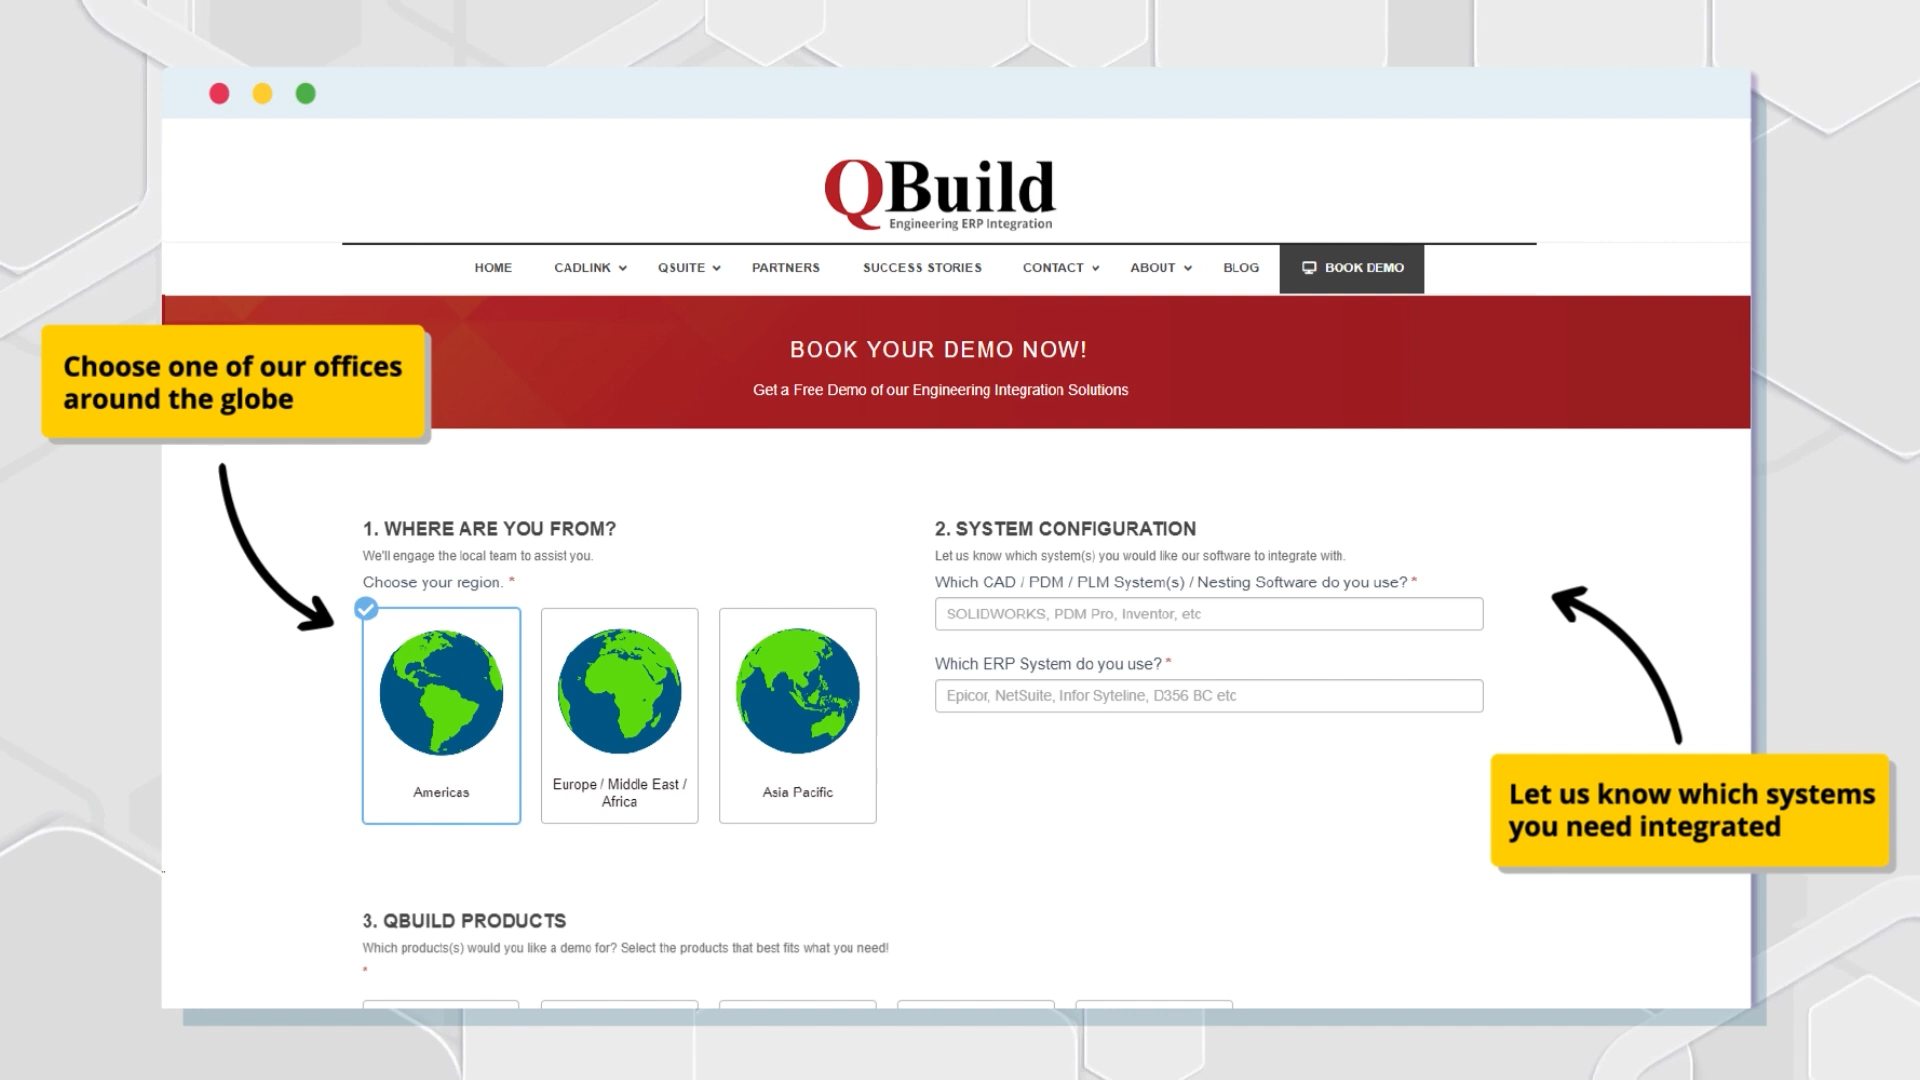 QBuild
Engineering ERP Integration
HOME CADLINK QSUITE PARTNERS SUCCESS STORIES CONTACT ABOUT BLOG BOOK DEMO
BOOK YOUR DEMO NOW!
Get a Free Demo of our Engineering Integration Solutions
Choose one of our offices
around the globe
1. WHERE ARE YOU FROM?
We'll engage the local team to assist you.
Choose your region. *
Americas
Europe / Middle East /
Africa
Asia Pacific
2. SYSTEM CONFIGURATION
Let us know which system(s) you would like our software to integrate with.
Which CAD / PDM / PLM System(s) / Nesting Software do you use? *
SOLIDWORKS, PDM Pro, Inventor, etc
Which ERP System do you use? *
Epicor, NetSuite, Infor Syteline, D356 BC etc
Let us know which systems
you need integrated
3. QBUILD PRODUCTS
Which products(s) would you like a demo for? Select the products that best fits what you need!
*